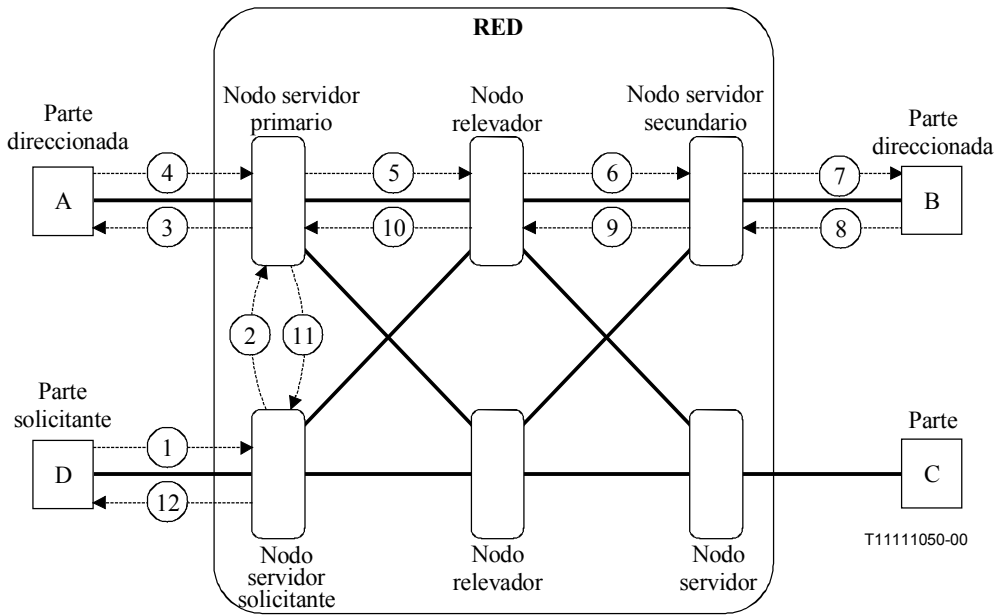 RED
Nodo servidor
primario
Nodo
relevador
Nodo servidor
secundario
Parte
direccionada
Parte
direccionada
4
5
6
7
A
B
3
10
9
8
2
11
Parte
solicitante
Parte
1
D
C
12
T11111050-00
Nodo
servidor
solicitante
Nodo
relevador
Nodo
servidor